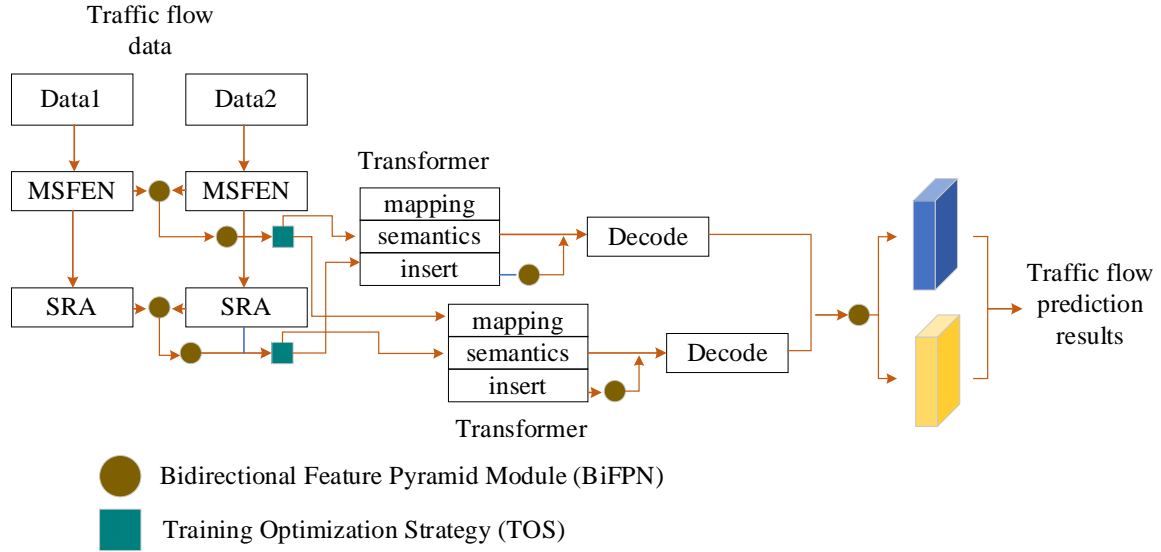 Traffic flow
data
Data1
Data2
MSFEN
MSFEN
SRA
SRA
Transformer
mapping
semantics
insert
Decode
mapping
semantics
insert
Transformer
Decode
Traffic flow
prediction
results
Bidirectional Feature Pyramid Module (BiFPN)
Training Optimization Strategy (TOS)